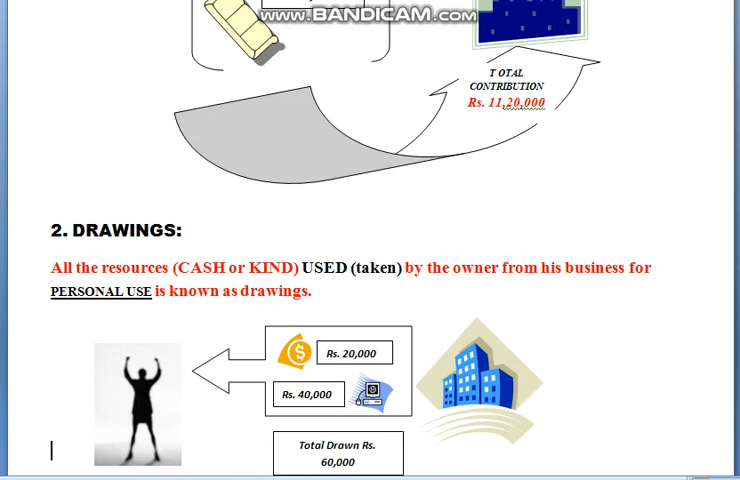 WWW.BANDICAM.COM
T OTAL
CONTRIBUTION
Rs. 11,20,000
2. DRAWINGS:
All the resources (CASH or KIND) USED (taken) by the owner from his business for
PERSONAL USE is known as drawings.
Rs. 20,000
Rs. 40,000
Total Drawn Rs.
60,000